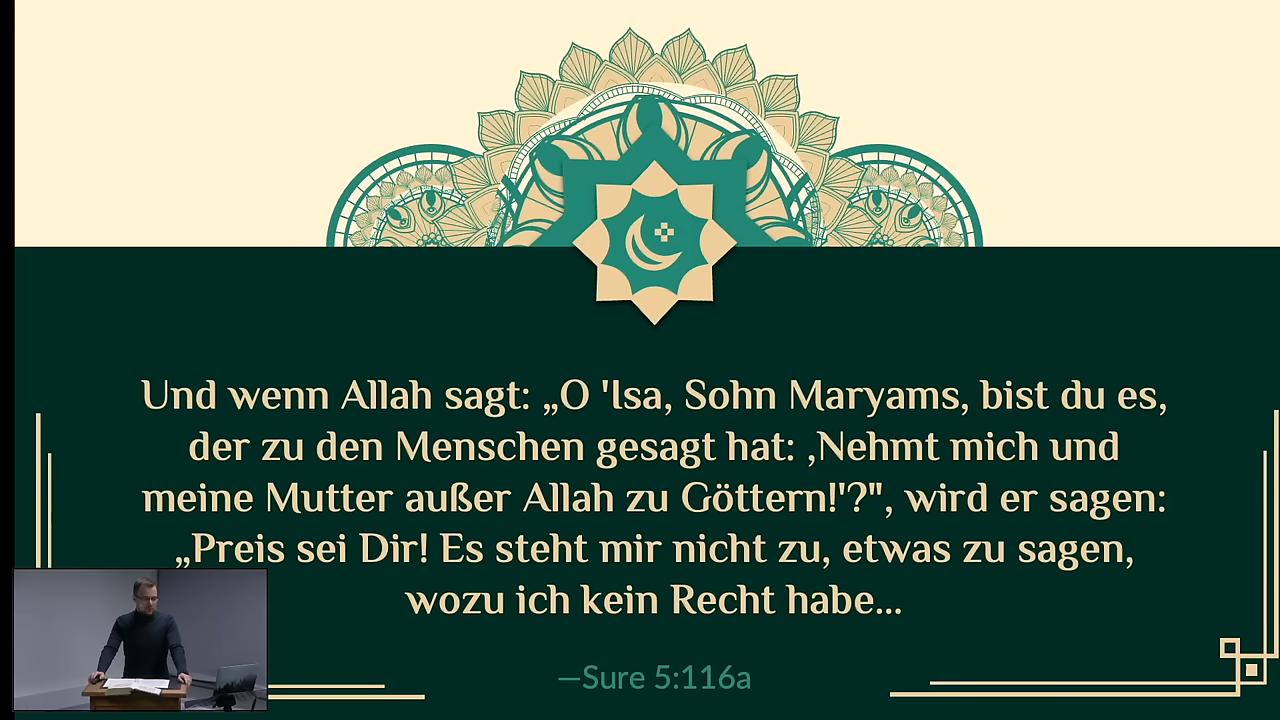 Und wenn Allah sagt: „O 'Isa, Sohn Maryams, bist du es,
der zu den Menschen gesagt hat: ‚Nehmt mich und
meine Mutter außer Allah zu Göttern!'?", wird er sagen:
„Preis sei Dir! Es steht mir nicht zu, etwas zu sagen,
wozu ich kein Recht habe...
—Sure 5:116a